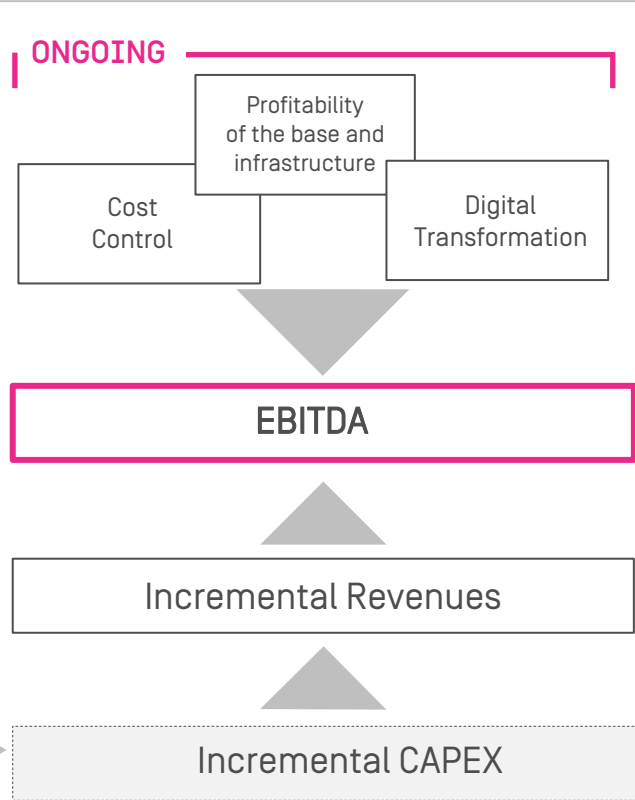 ONGOING
Profitability
of the base and
infrastructure
Cost
Control
Digital
Transformation
EBITDA
Incremental Revenues
Incremental CAPEX